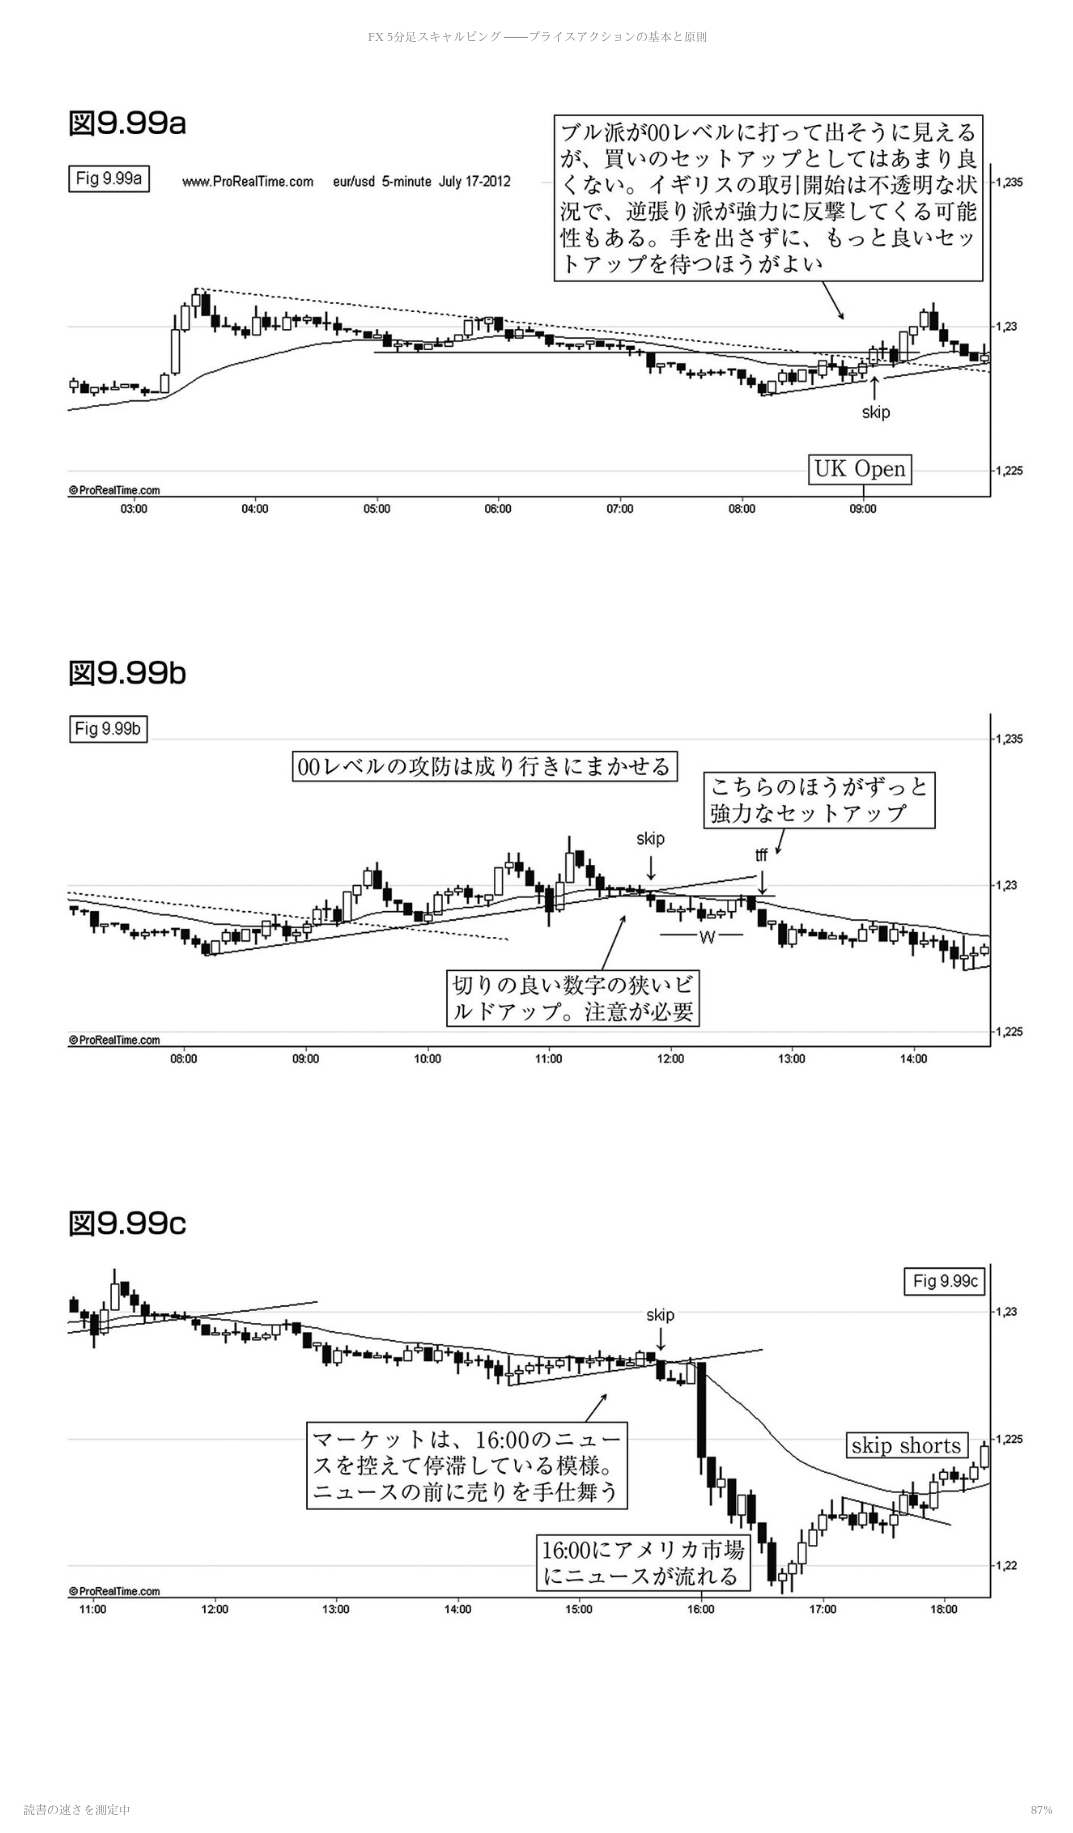 FX 5分足スキャルピング ――プライスアクションの基本と原則
図9.99a
Fig 9.99a
www.ProRealTime.com eur/usd 5-minute July 17-2012
ブル派が00レベルに打って出そうに見える
が、買いのセットアップとしてはあまり良
くない。イギリスの取引開始は不透明な状
況で、逆張り派が強力に反撃してくる可能
性もある。手を出さずに、もっと良いセッ
トアップを待つほうがよい
1,235
1,23
skip
UK Open
1,225
©ProRealTime.com
03:00 04:00 05:00 06:00 07:00 08:00 09:00
図9.99b
Fig 9.99b
1,235
00レベルの攻防は成り行きにまかせる
こちらのほうがずっと
強力なセットアップ
skip
tff
1,23
W
切りの良い数字の狭いビ
ルドアップ。注意が必要
1,225
©ProRealTime.com
08:00 09:00 10:00 11:00 12:00 13:00 14:00
図9.99c
Fig 9.99c
1,23
skip
マーケットは、16:00のニュー
スを控えて停滞している模様。
ニュースの前に売りを手仕舞う
skip shorts
1,225
16:00にアメリカ市場
にニュースが流れる
1,22
©ProRealTime.com
11:00 12:00 13:00 14:00 15:00 16:00 17:00 18:00
読書の速さを測定中
87%